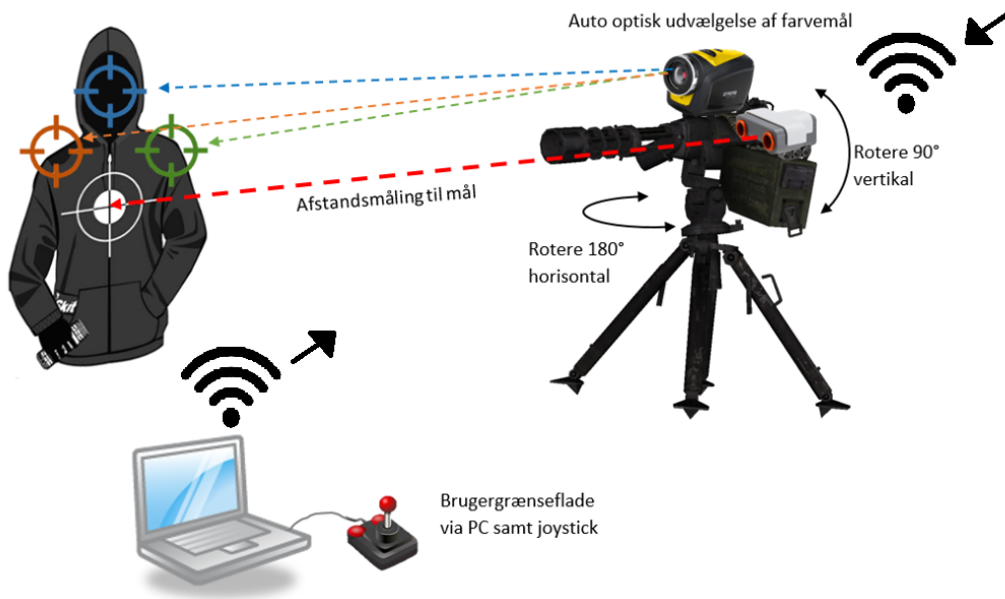 Auto optisk udvælgelse af farvemål
Rotere 90°
vertikal
Afstandsmåling til mål
Rotere 180°
horisontal
Brugergrænseflade
via PC samt joystick